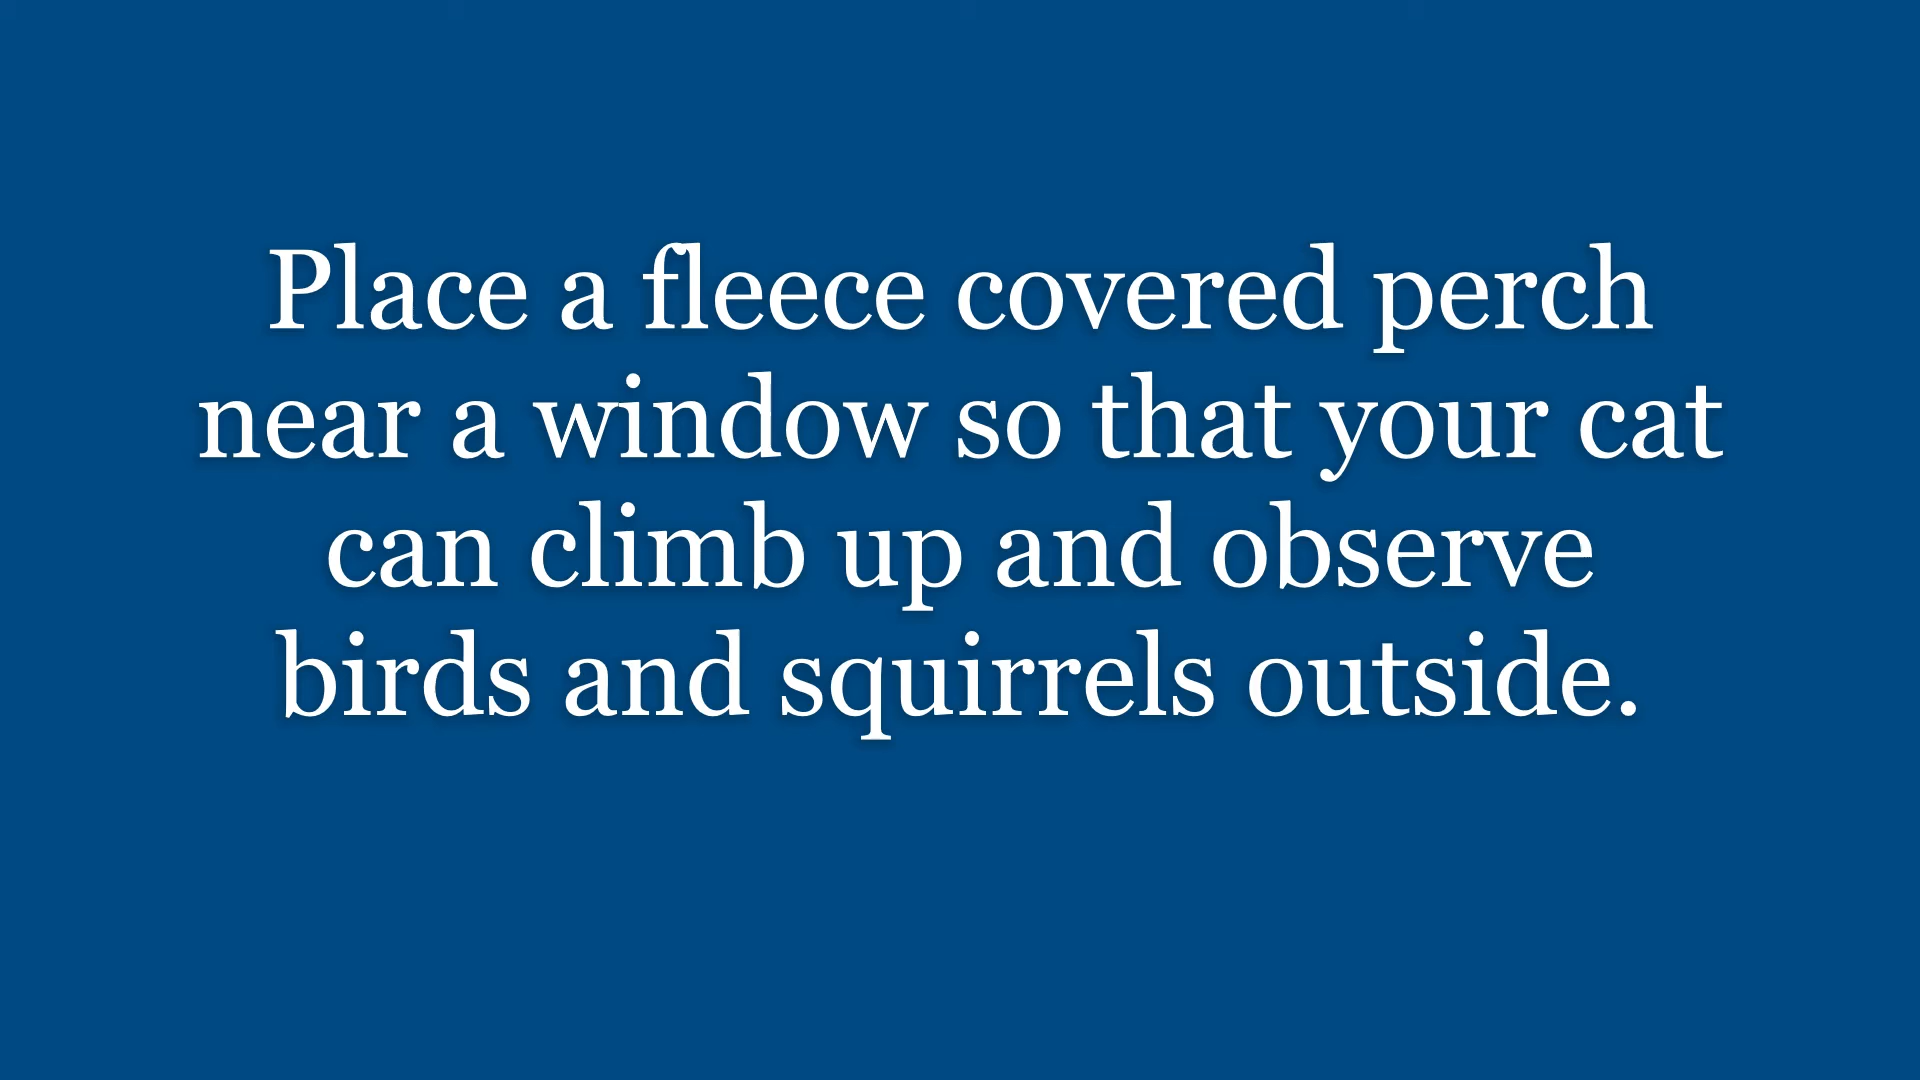 Place a fleece covered perch
near a window so that your cat
can climb up and observe
birds and squirrels outside.